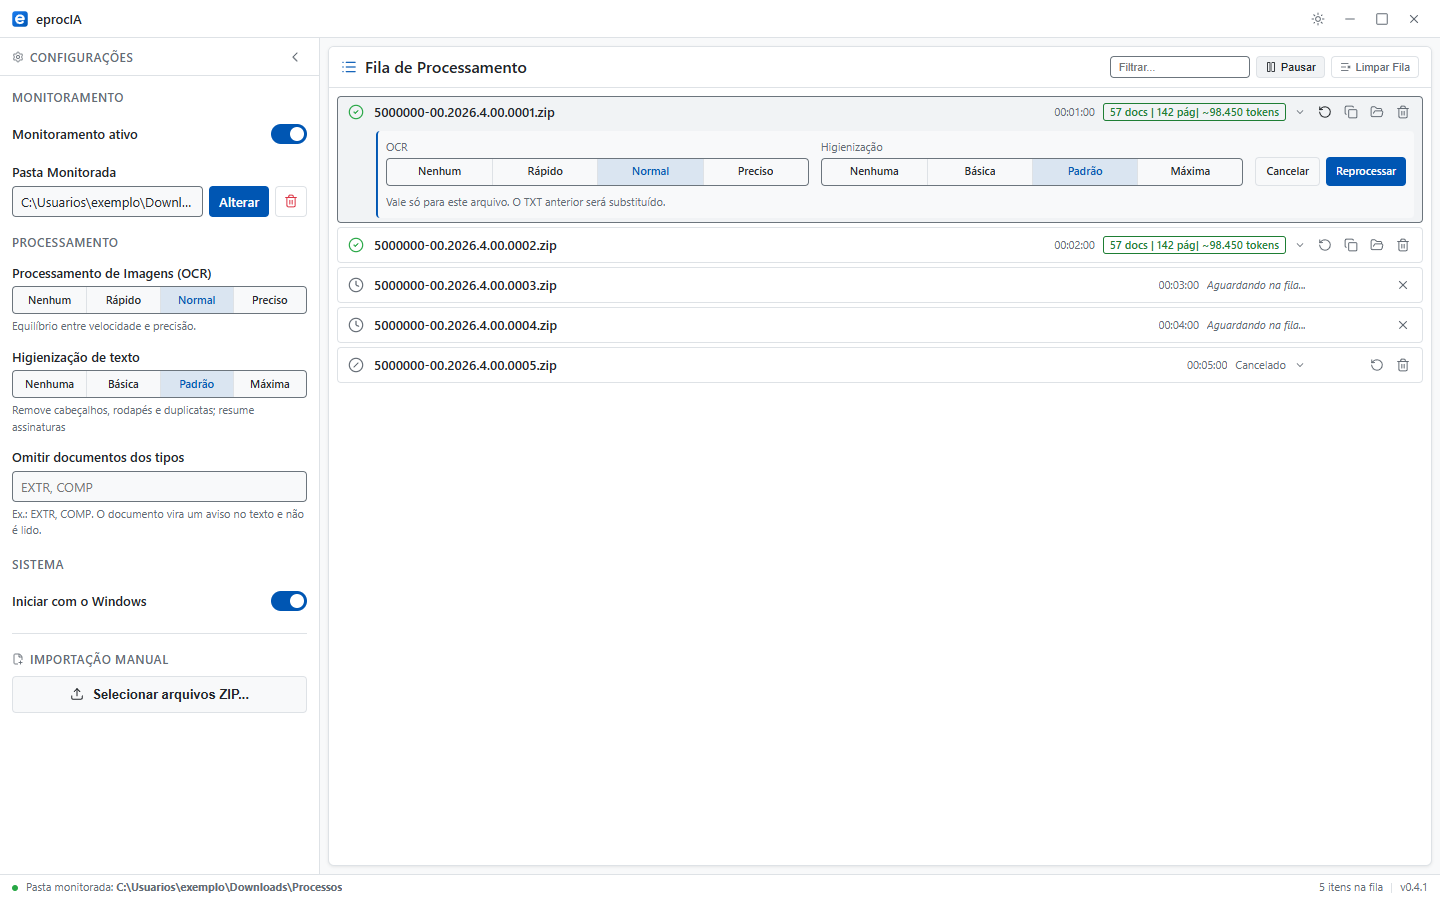 eprocIA
CONFIGURAÇÕES
MONITORAMENTO
Monitoramento ativo
Pasta Monitorada
C:\Usuarios\exemplo\Downl...
Alterar
PROCESSAMENTO
Processamento de Imagens (OCR)
Nenhum Rápido Normal Preciso
Equilíbrio entre velocidade e precisão.
Higienização de texto
Nenhuma Básica Padrão Máxima
Remove cabeçalhos, rodapés e duplicatas; resume
assinaturas
Omitir documentos dos tipos
EXTR, COMP
Ex.: EXTR, COMP. O documento vira um aviso no texto e não
é lido.
SISTEMA
Iniciar com o Windows
IMPORTAÇÃO MANUAL
Selecionar arquivos ZIP...
Fila de Processamento
Filtrar...
Pausar
Limpar Fila
5000000-00.2026.4.00.0001.zip 00:01:00 57 docs | 142 pág| ~98.450 tokens
OCR Higienização
Nenhum Rápido Normal Preciso Nenhuma Básica Padrão Máxima Cancelar Reprocessar
Vale só para este arquivo. O TXT anterior será substituído.
5000000-00.2026.4.00.0002.zip 00:02:00 57 docs | 142 pág| ~98.450 tokens
5000000-00.2026.4.00.0003.zip 00:03:00 Aguardando na fila...
5000000-00.2026.4.00.0004.zip 00:04:00 Aguardando na fila...
5000000-00.2026.4.00.0005.zip 00:05:00 Cancelado
Pasta monitorada: C:\Usuarios\exemplo\Downloads\Processos
5 itens na fila v0.4.1